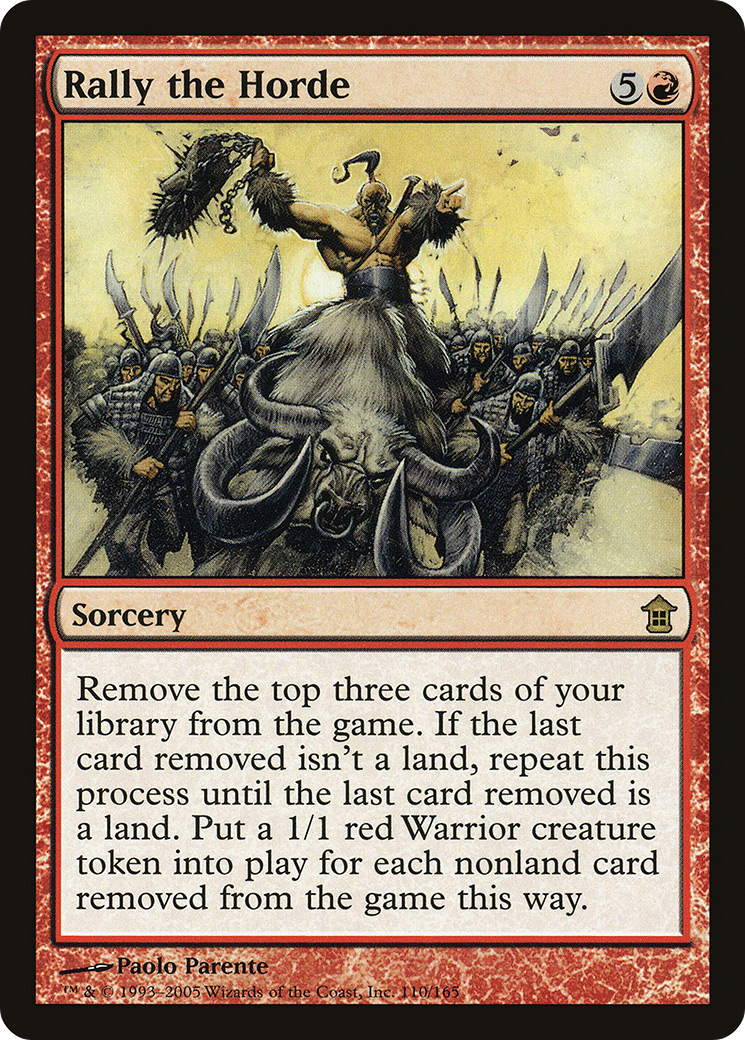 Rally the Horde
5
Sorcery
Remove the top three cards of your
library from the game. If the last
card removed isn't a land, repeat this
process until the last card removed is
a land. Put a 1/1 red Warrior creature
token into play for each nonland card
removed from the game this way.
Paolo Parente
™ & © 1993–2005 Wizards of the Coast, Inc. 110/165